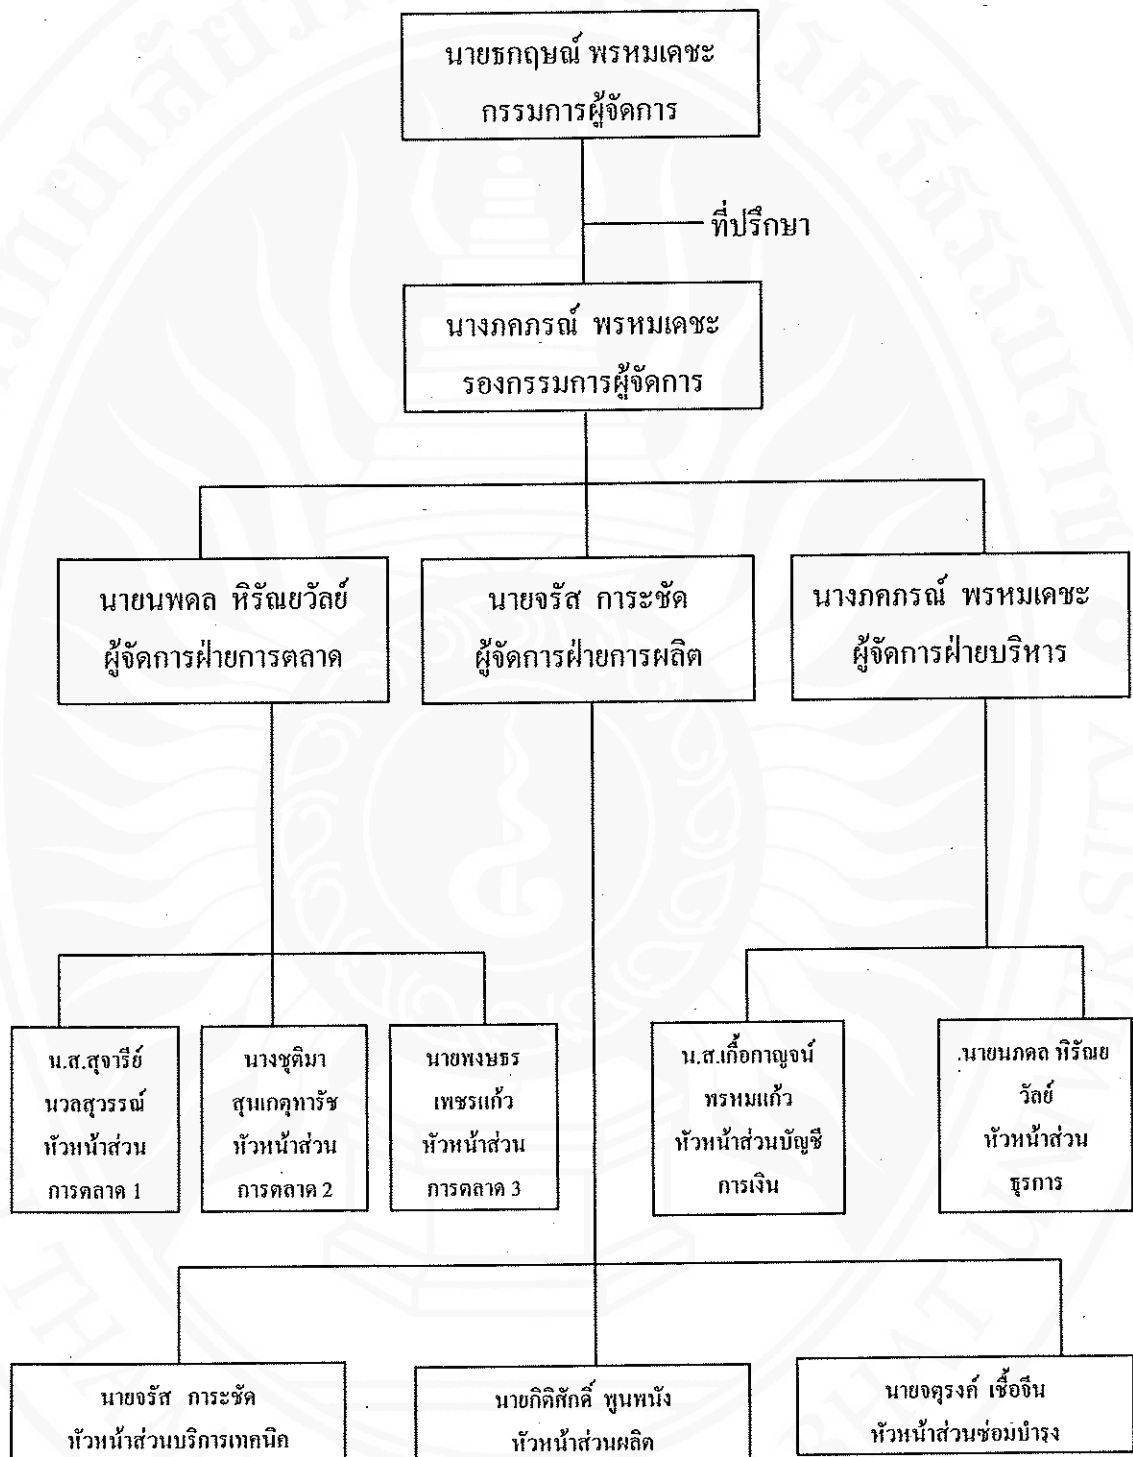 นายธกฤษณ์ พรหมเดชะ
กรรมการผู้จัดการ
ที่ปรึกษา
นางภคภรณ์ พรหมเดชะ
รองกรรมการผู้จัดการ
นายนพดล หิรัณยวัลย์
ผู้จัดการฝ่ายการตลาด
นายจรัส การะชัด
ผู้จัดการฝ่ายการผลิต
นางภคภรณ์ พรหมเดชะ
ผู้จัดการฝ่ายบริหาร
น.ส.สุจารีย์
นวลสุวรรณ์
หัวหน้าส่วน
การตลาด 1
นางชุติมา
สุนเกตุทารัช
หัวหน้าส่วน
การตลาด 2
นายพงษธร
เพชรแก้ว
หัวหน้าส่วน
การตลาด 3
น.ส.เกื้อกาญจน์
พรหมแก้ว
หัวหน้าส่วนบัญชี
การเงิน
.นายนภดล หิรัณย
วัลย์
หัวหน้าส่วน
ธุรการ
นายจรัส การะชัด
หัวหน้าส่วนบริการเทคนิค
นายกิติศักดิ์ พูนพนัง
หัวหน้าส่วนผลิต
นายจตุรงค์ เชื้อจีน
หัวหน้าส่วนซ่อมบำรุง